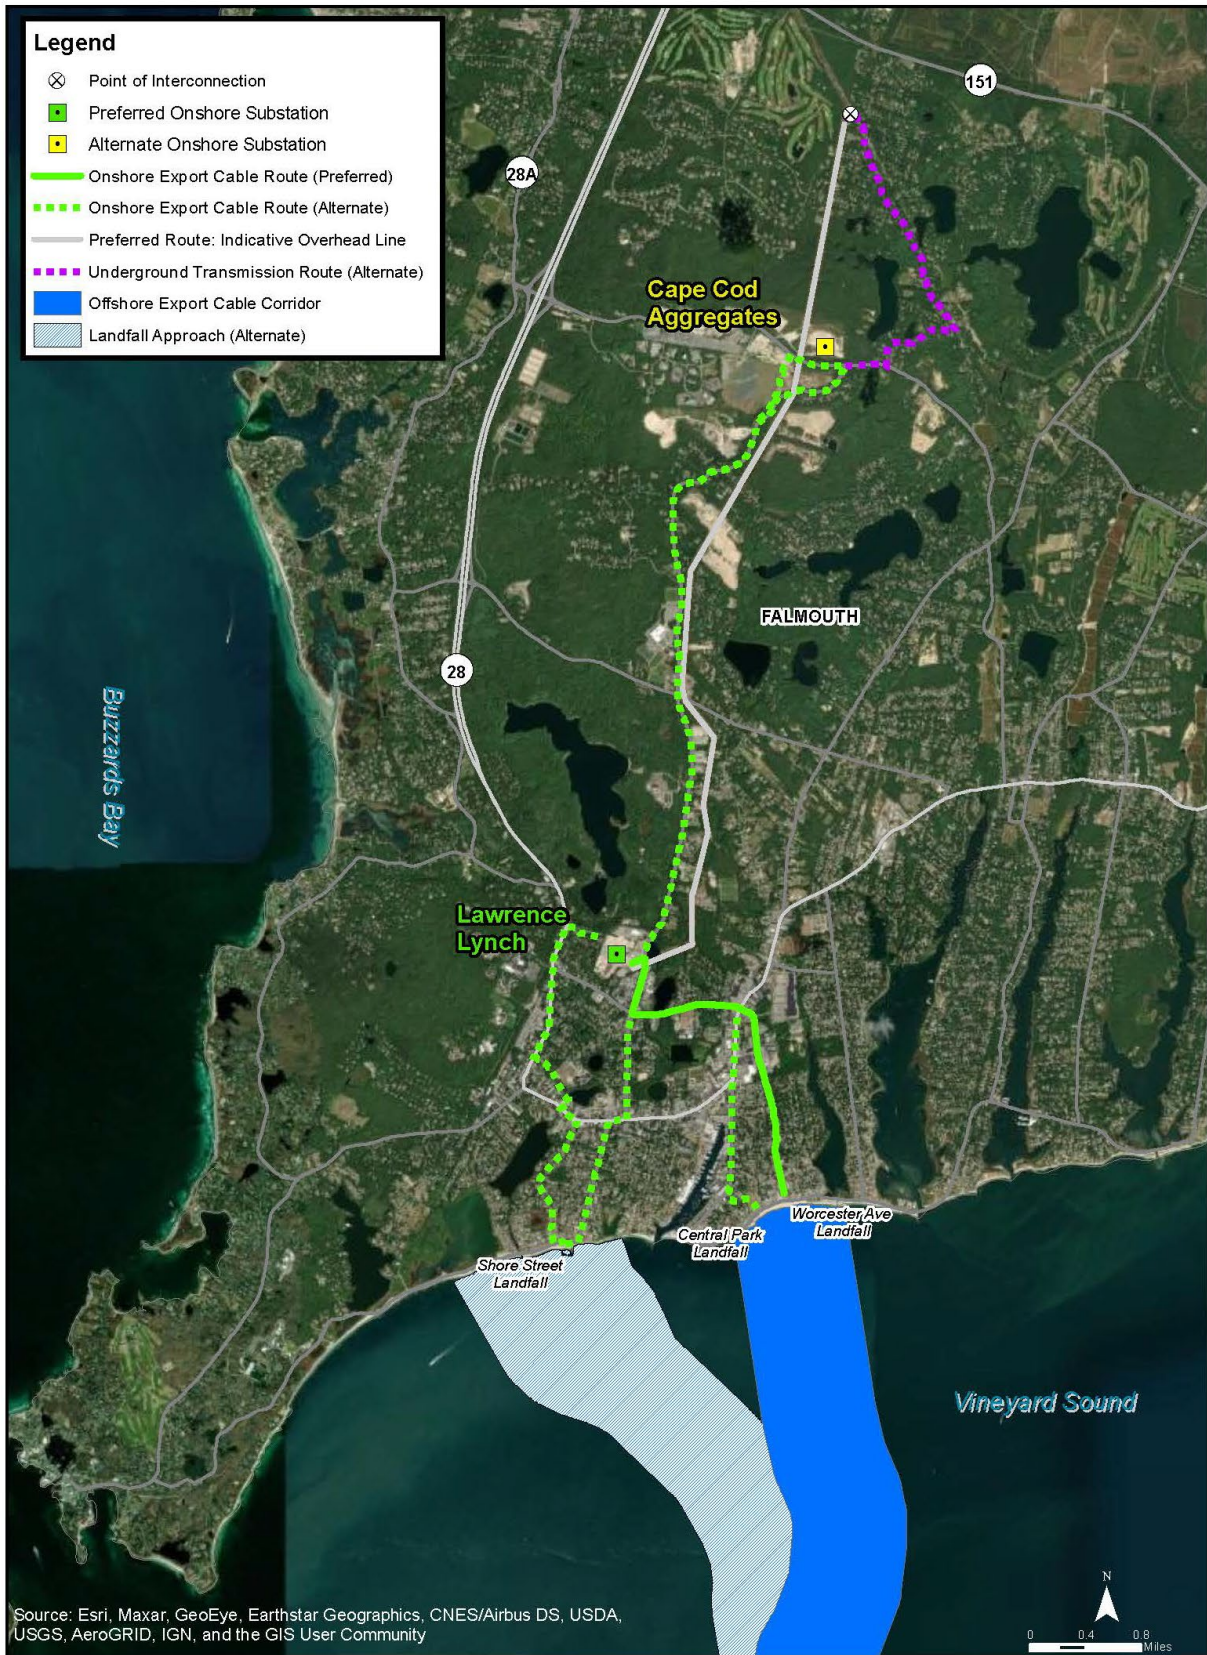 Legend
Point of Interconnection
Preferred Onshore Substation
Alternate Onshore Substation
Onshore Export Cable Route (Preferred)
Onshore Export Cable Route (Alternate)
Preferred Route: Indicative Overhead Line
Underground Transmission Route (Alternate)
Offshore Export Cable Corridor
Landfall Approach (Alternate)
151
28A
Cape Cod
Aggregates
FALMOUTH
28
Buzzards Bay
Lawrence
Lynch
Worcester Ave
Landfall
Central Park
Landfall
Shore Street
Landfall
Vineyard Sound
N
0 0.4 0.8
Miles
Source: Esri, Maxar, GeoEye, Earthstar Geographics, CNES/Airbus DS, USDA,
USGS, AeroGRID, IGN, and the GIS User Community